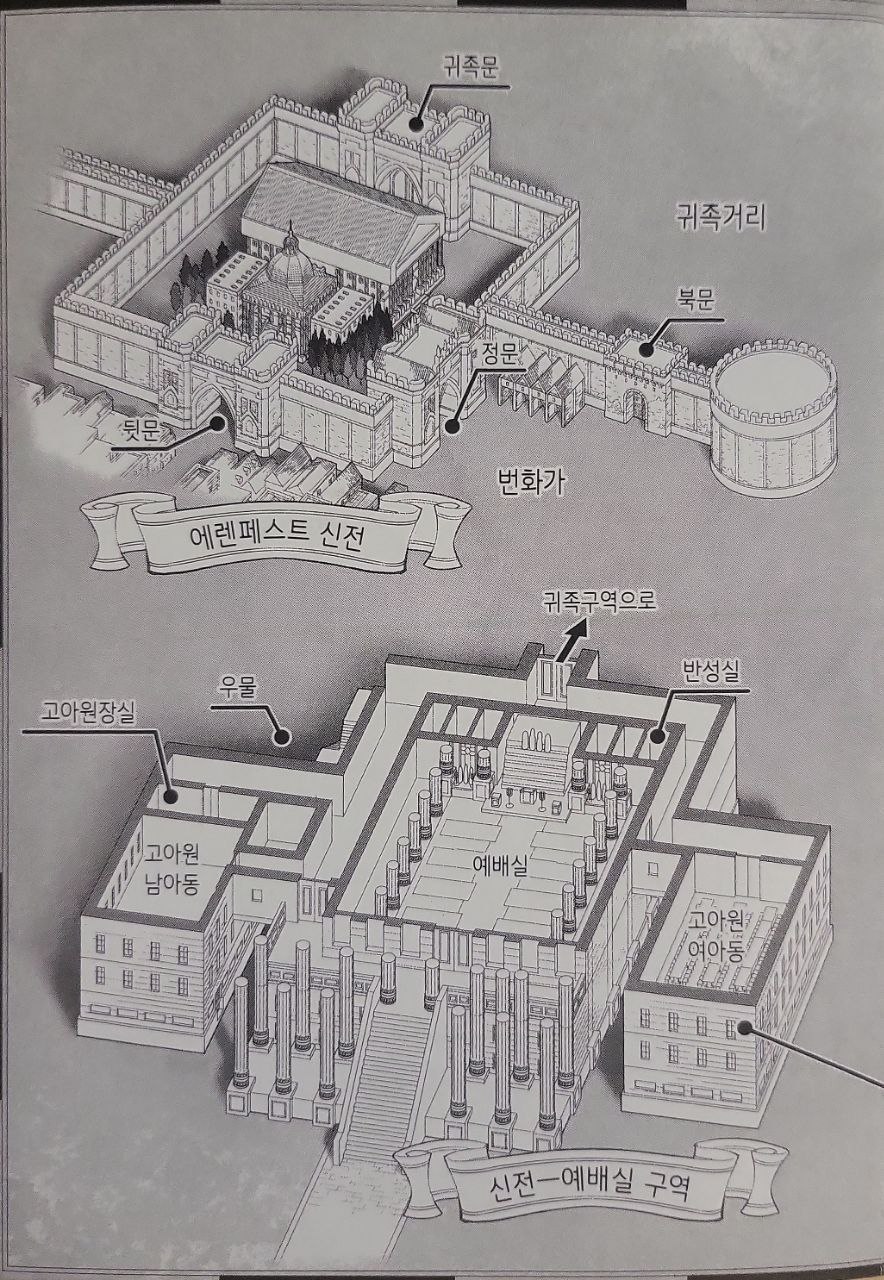 귀족문
귀족거리
북문
정문
뒷문
번화가
에렌페스트 신전
귀족구역으로
반성실
우물
고아원장실
고아원
남아동
예배실
고아원
여아동
신전—예배실 구역